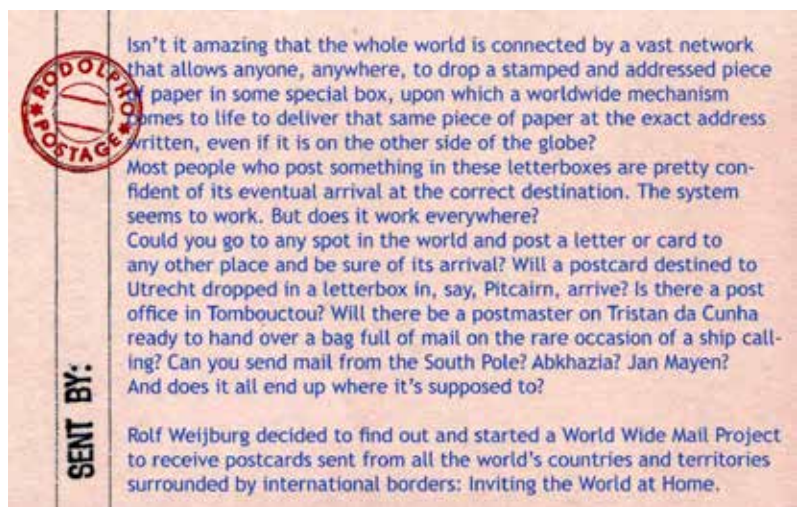 Isn't it amazing that the whole world is connected by a vast network
that allows anyone, anywhere, to drop a stamped and addressed piece
of paper in some special box, upon which a worldwide mechanism
comes to life to deliver that same piece of paper at the exact address
written, even if it is on the other side of the globe?
Most people who post something in these letterboxes are pretty con-
fident of its eventual arrival at the correct destination. The system
seems to work. But does it work everywhere?
Could you go to any spot in the world and post a letter or card to
any other place and be sure of its arrival? Will a postcard destined to
Utrecht dropped in a letterbox in, say, Pitcairn, arrive? Is there a post
office in Tombouctou? Will there be a postmaster on Tristan da Cunha
ready to hand over a bag full of mail on the rare occasion of a ship call-
ing? Can you send mail from the South Pole? Abkhazia? Jan Mayen?
And does it all end up where it's supposed to?
Rolf Weijburg decided to find out and started a World Wide Mail Project
to receive postcards sent from all the world's countries and territories
surrounded by international borders: Inviting the World at Home.
RODOLPHO
POSTAGE
SENT BY: